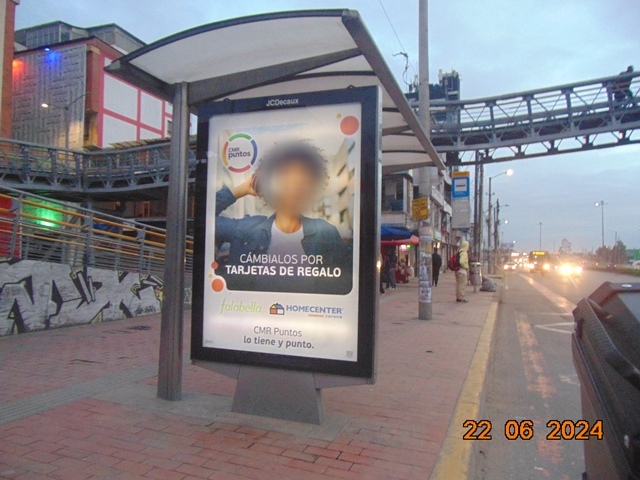 JCDecaux
CMR
puntos
CÁMBIALOS POR
TARJETAS DE REGALO
falabella. HOMECENTER
CMR Puntos
lo tiene y punto.
22 06 2024